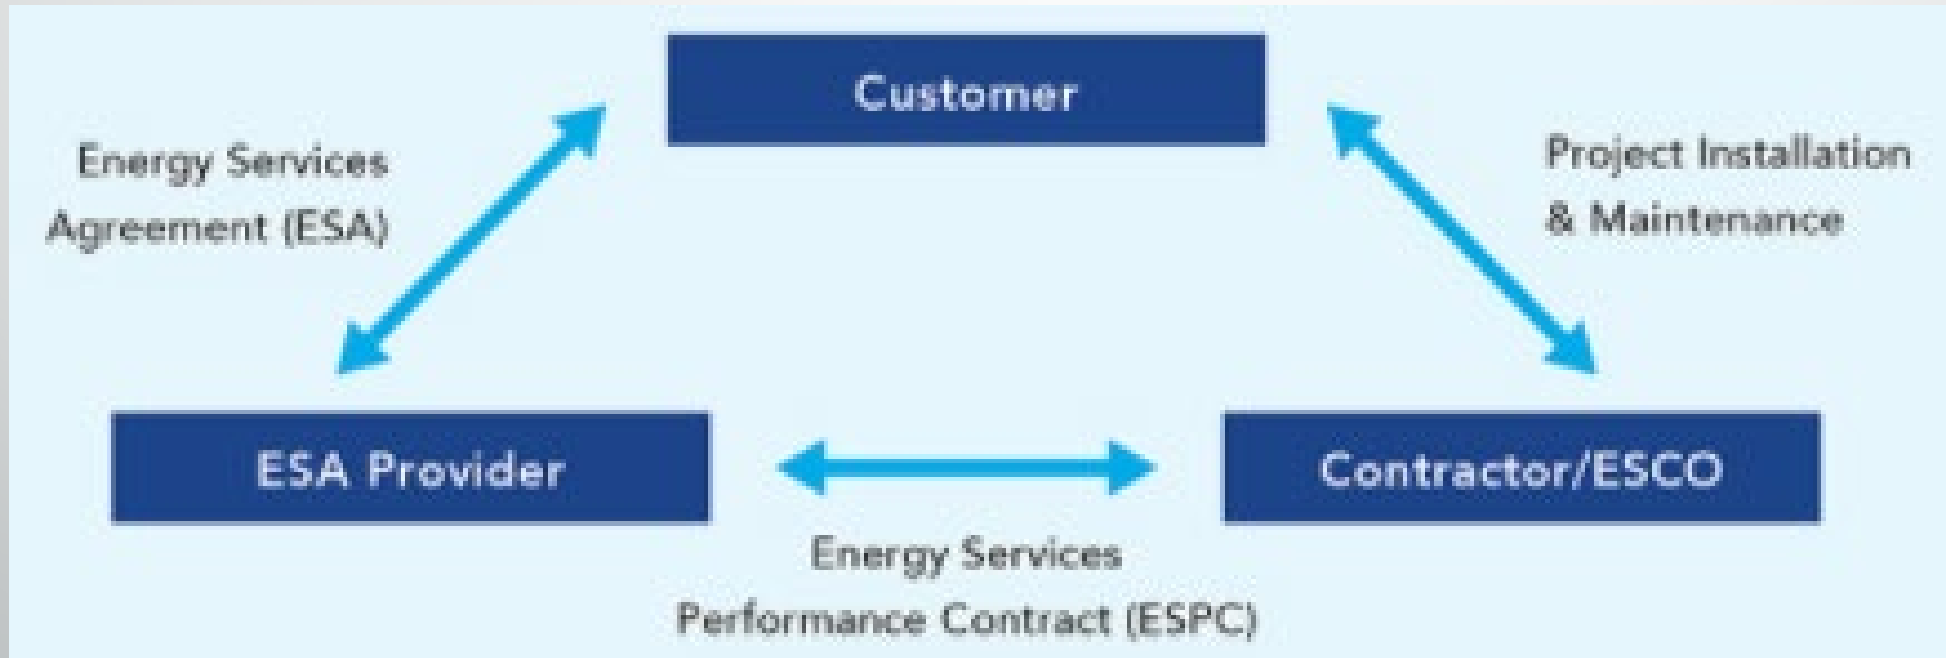 Customer
Energy Services
Agreement (ESA)
Project Installation
& Maintenance
ESA Provider
Contractor/ESCO
Energy Services
Performance Contract (ESPC)